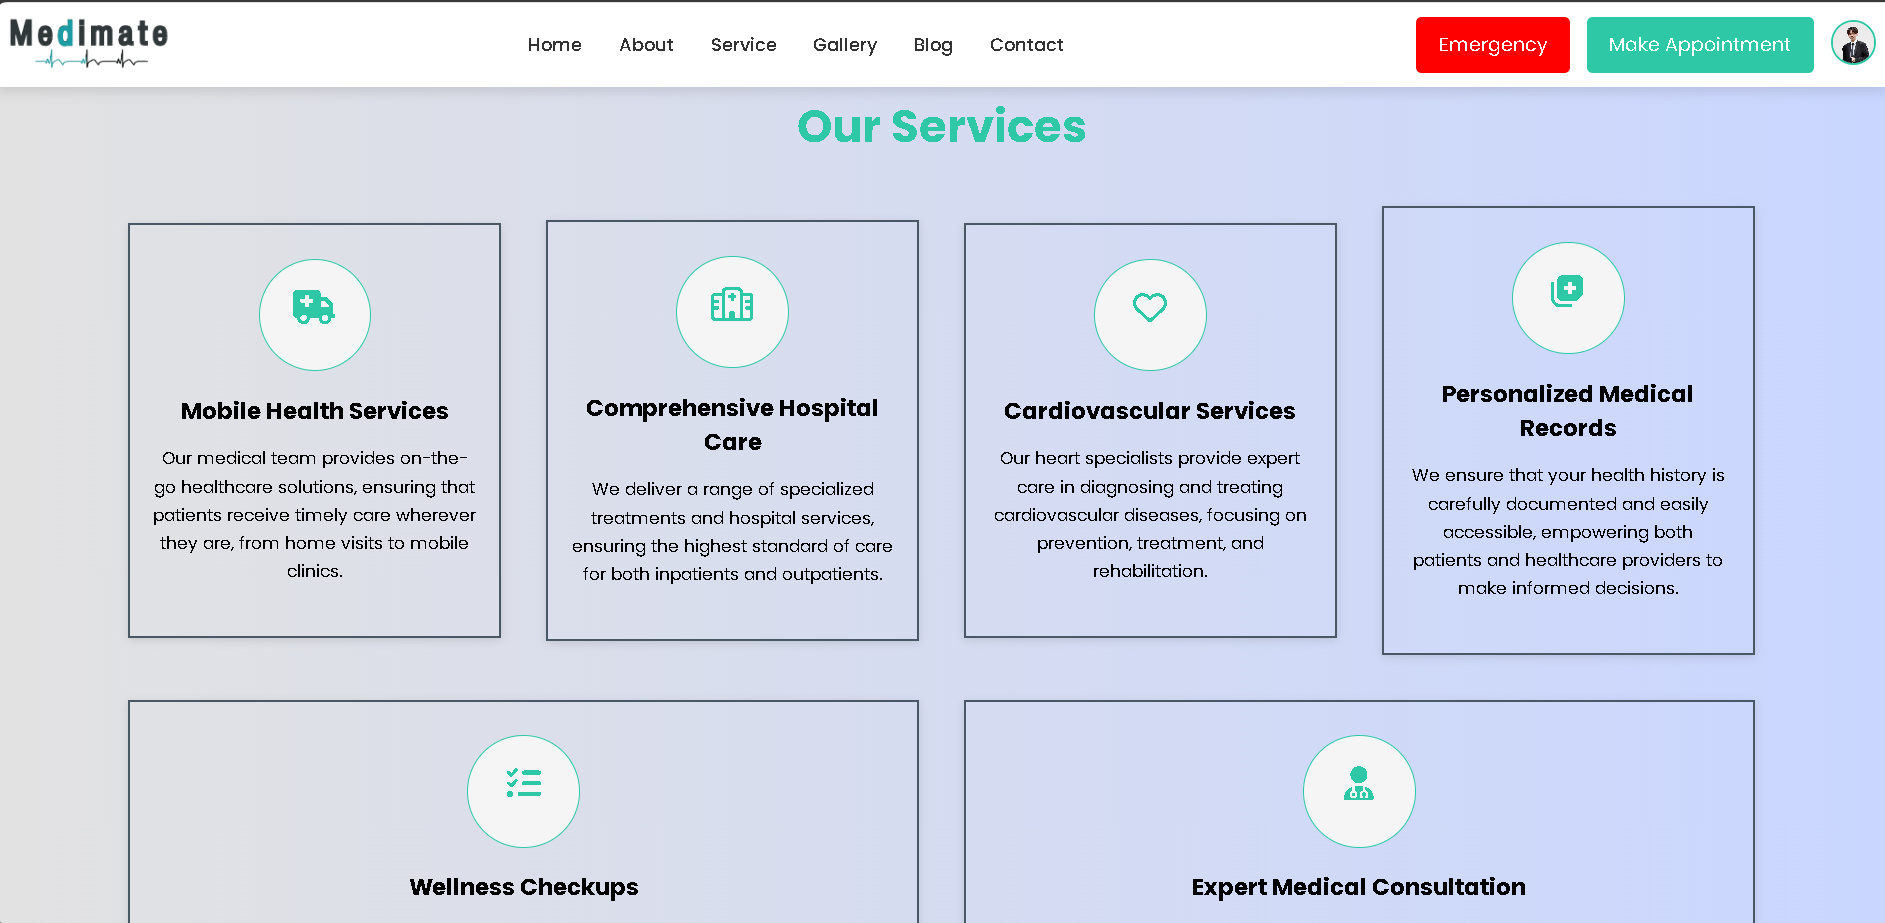 Medimate
Home About Service Gallery Blog Contact
Emergency
Make Appointment
Our Services
Mobile Health Services
Our medical team provides on-the-
go healthcare solutions, ensuring that
patients receive timely care wherever
they are, from home visits to mobile
clinics.
Comprehensive Hospital
Care
We deliver a range of specialized
treatments and hospital services,
ensuring the highest standard of care
for both inpatients and outpatients.
Cardiovascular Services
Our heart specialists provide expert
care in diagnosing and treating
cardiovascular diseases, focusing on
prevention, treatment, and
rehabilitation.
Personalized Medical
Records
We ensure that your health history is
carefully documented and easily
accessible, empowering both
patients and healthcare providers to
make informed decisions.
Wellness Checkups
Expert Medical Consultation